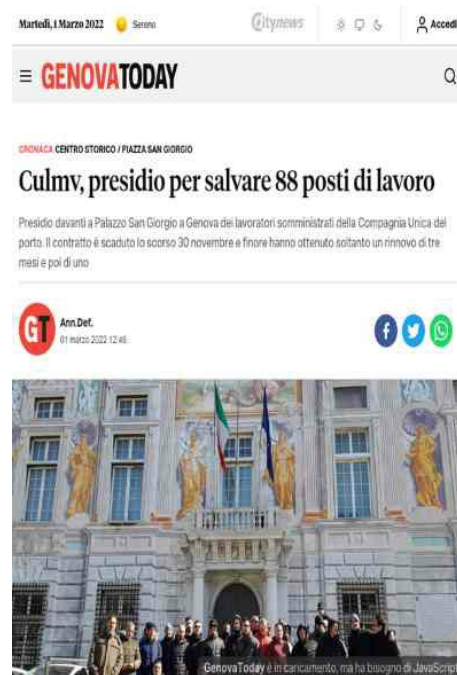 Martedì, 1 Marzo 2022 Sereno Citynews Accedi
GENOVATODAY
CRONACA CENTRO STORICO / PIAZZA SAN GIORGIO
Culmv, presidio per salvare 88 posti di lavoro
Presidio davanti a Palazzo San Giorgio a Genova dei lavoratori somministrati della Compagnia Unica del
porto. Il contratto è scaduto lo scorso 30 novembre e finore hanno ottenuto soltanto un rinnovo di tre
mesi e poi di uno
GT
Ann.Def.
01 marzo 2022 12:46
GenovaToday è in caricamento, ma ha bisogno di JavaScript